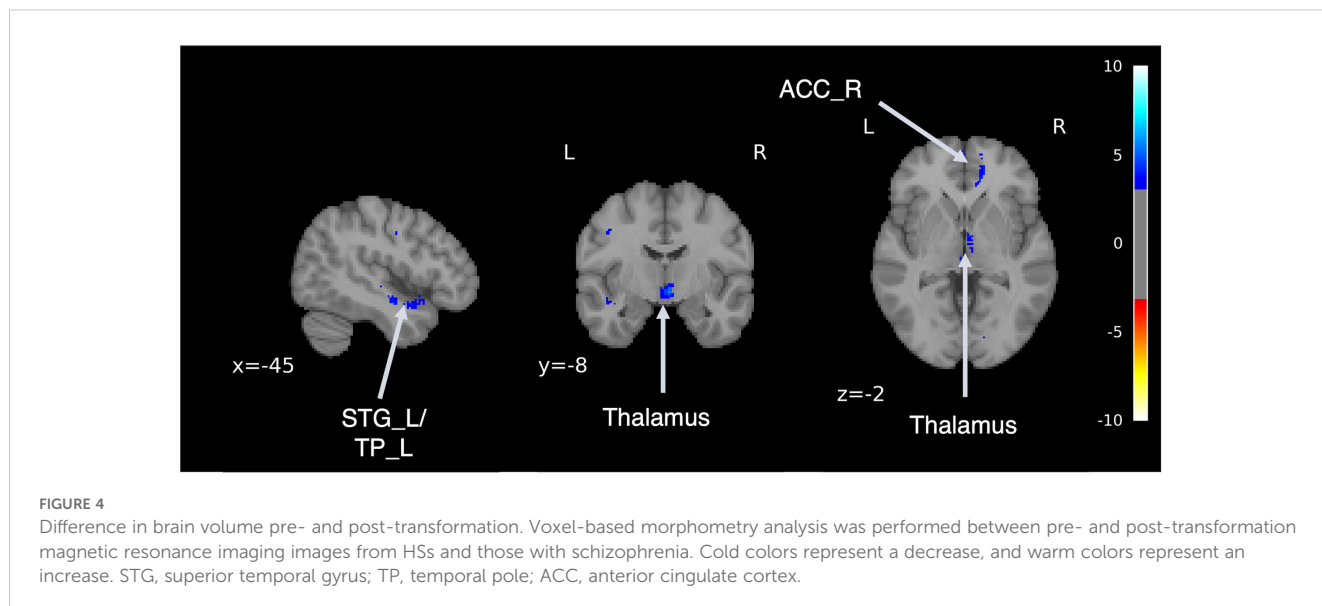 ACC_R
L
R
L
R
x=-45
y=-8
z=-2
STG_L/
TP_L
Thalamus
Thalamus
10
5
0
-5
-10
FIGURE 4
Difference in brain volume pre- and post-transformation. Voxel-based morphometry analysis was performed between pre- and post-transformation
magnetic resonance imaging images from HSs and those with schizophrenia. Cold colors represent a decrease, and warm colors represent an
increase. STG, superior temporal gyrus; TP, temporal pole; ACC, anterior cingulate cortex.